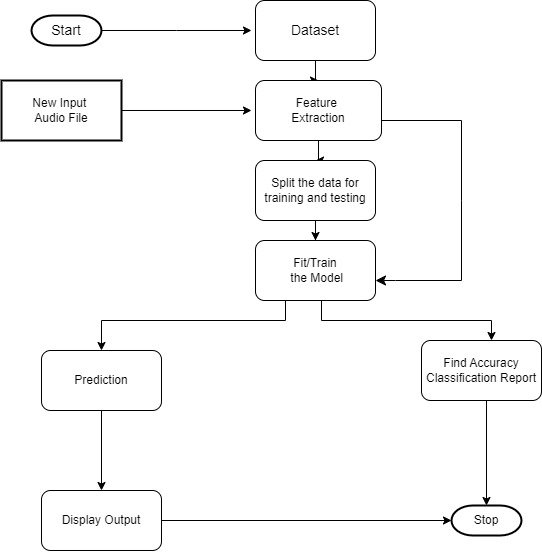 Start
Dataset
New Input
Audio File
Feature
Extraction
Split the data for
training and testing
Fit/Train
the Model
Prediction
Find Accuracy
Classification Report
Display Output
Stop